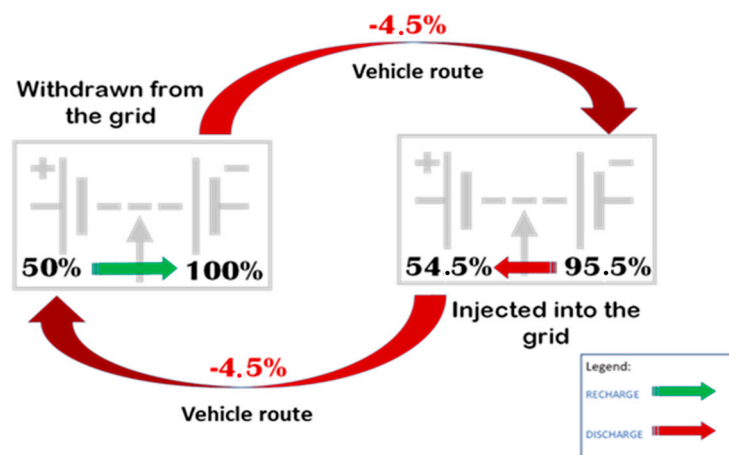 -4.5%
Vehicle route
Withdrawn from
the grid
+
-
+
-
50%
100%
54.5%
95.5%
Injected into the
grid
-4.5%
Vehicle route
Legend:
RECHARGE
DISCHARGE